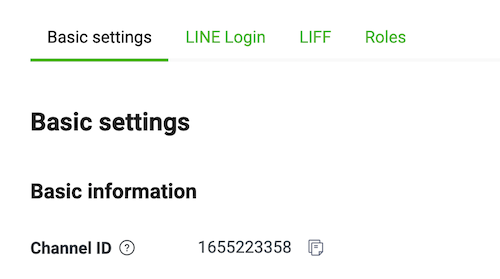 Basic settings LINE Login LIFF Roles
Basic settings
Basic information
Channel ID ? 1655223358